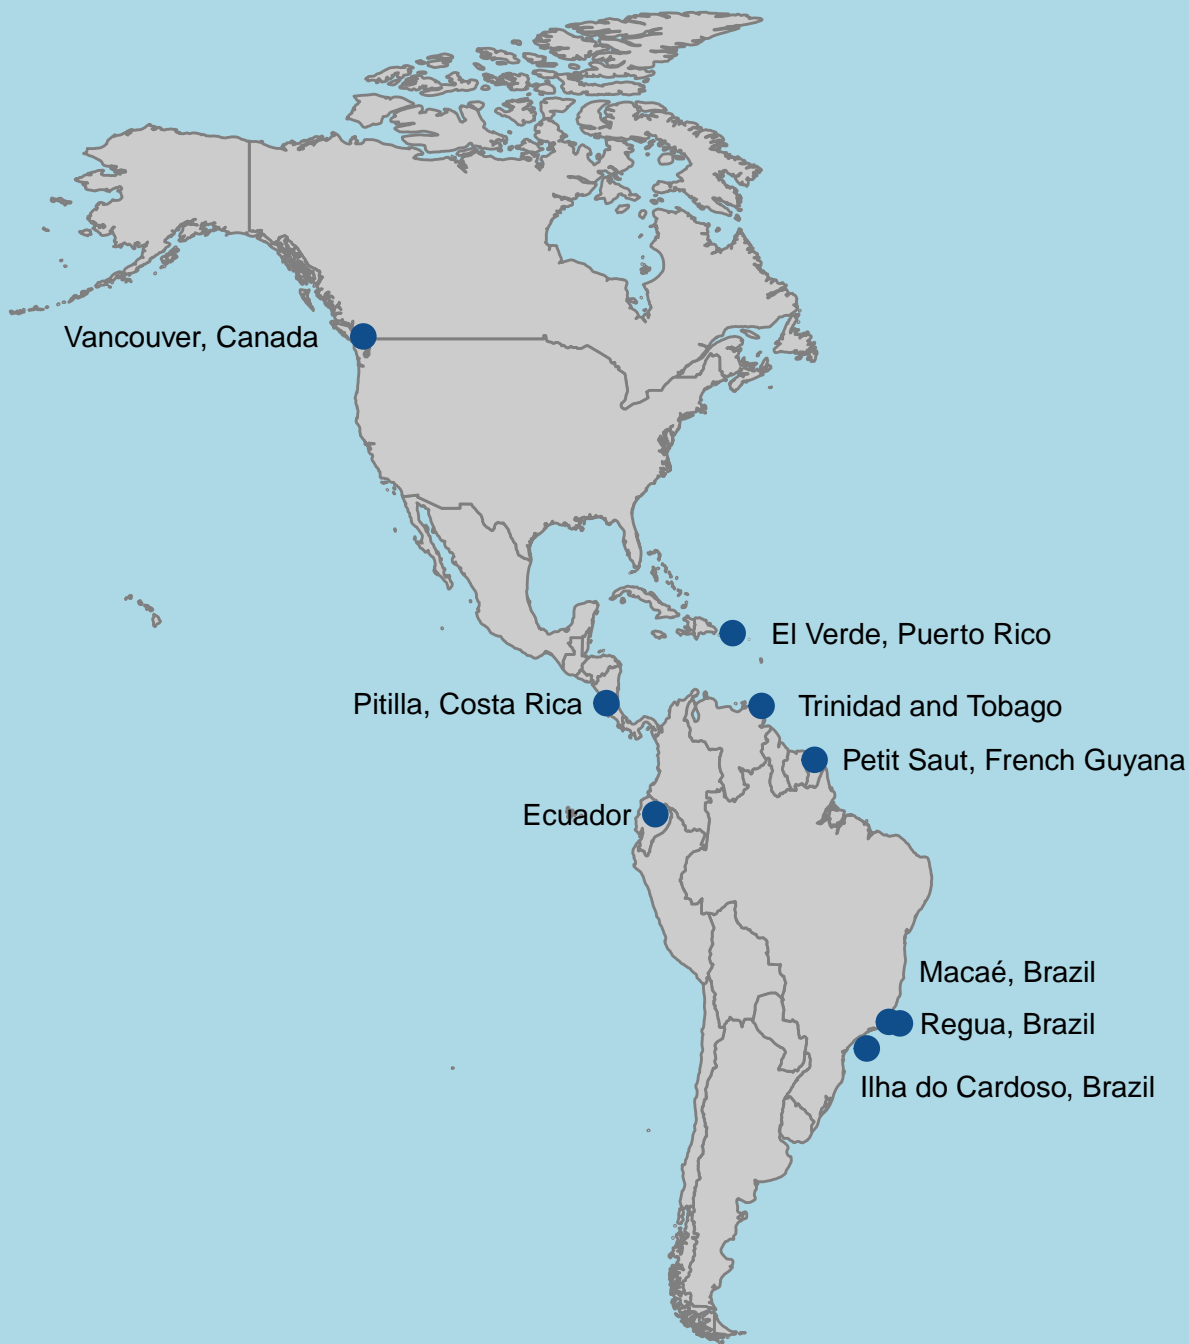 Vancouver, Canada
El Verde, Puerto Rico
Pitilla, Costa Rica
Trinidad and Tobago
Petit Saut, French Guyana
Ecuador
Macaé, Brazil
Regua, Brazil
Ilha do Cardoso, Brazil